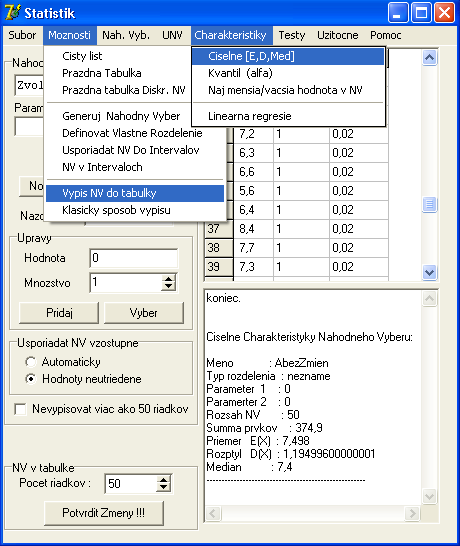 Statistik
Subor Moznosti Nah. Vyb. UNV Charakteristiky Testy Uzitocne Pomoc
Cisty list
Prazdna Tabulka
Prazdna tabulka Diskr. NV
Generuj Nahodny Vyber
Definovat Vlastne Rozdelenie
Usporiadat NV Do Intervalov
NV v Intervaloch
Vypis NV do tabulky
Klasicky sposob vypisu
Ciselne [E,D,Med]
Kvantil (alfa)
Naj mensia/vacsia hodnota v NV
Linearna regresie
7,2 1 0,02
6,3 1 0,02
6,6 1 0,02
5,6 1 0,02
6,4 1 0,02
37 8,4 1 0,02
38 7,7 1 0,02
39 7,3 1 0,02
Upravy
Hodnota 0
Mnozstvo 1
Pridaj Vyber
Usporiadat NV vzostupne
Automaticky
Hodnoty neutriedene
Nevypisovat viac ako 50 riadkov
NV v tabulke
Pocet riadkov : 50
Potvrdit Zmeny !!!
koniec.
Ciselne Charakteristyky Nahodneho Vyberu:
Meno : AbezZmien
Typ rozdelenia : nezname
Parameter 1 : 0
Paramerter 2 : 0
Rozsah NV : 50
Summa prvkov : 374,9
Priemer E(X) : 7,498
Rozptyl D(X) : 1,19499600000001
Median : 7,4